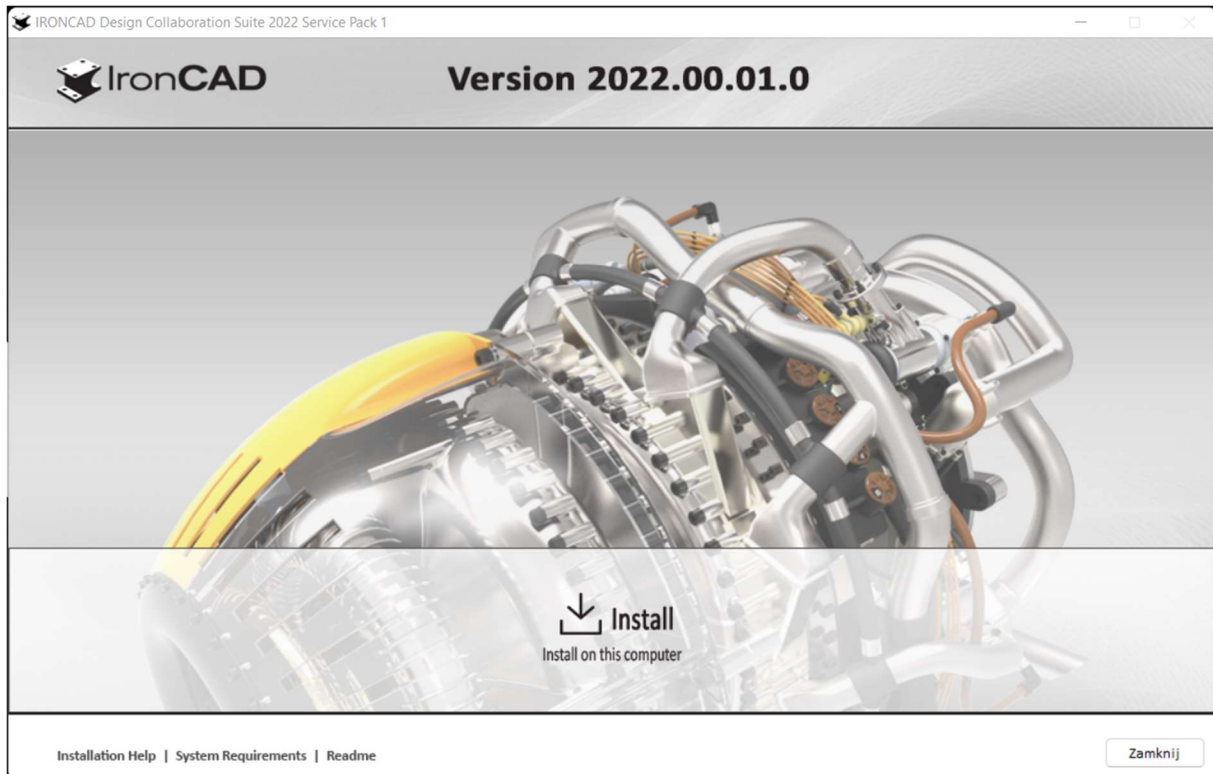 IRONCAD Design Collaboration Suite 2022 Service Pack 1
IronCAD
Version 2022.00.01.0
Install
Install on this computer
Installation Help | System Requirements | Readme
Zamknij